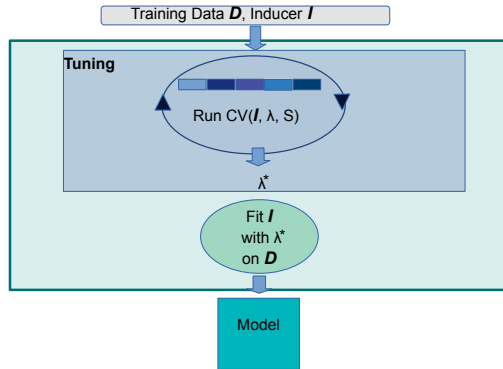 Training Data D, Inducer I
Tuning
Run CV(I, λ, S)
λ*
Fit I
with λ*
on D
Model